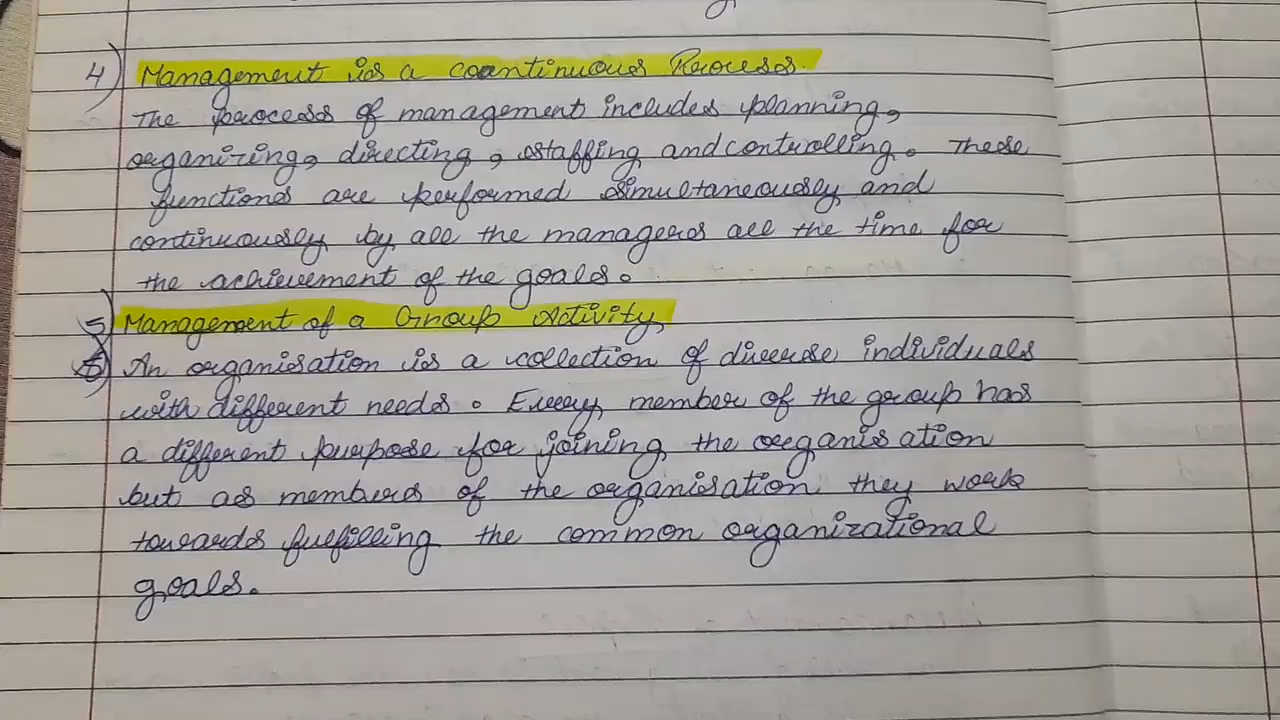 4) Management is a coontinuous Process.
The process of management includes planning,
organizing, directing, staffing and controlling. These
functions are performed simultaneously and
continuously by all the managers all the time for
the achievement of the goals.
5) Management of a Group Activity
An organisation is a collection of diverse individuals
with different needs. Every member of the group has
a different purpose for joining the organisation
but as members of the organisation they work
towards fulfilling the common organizational
goals.